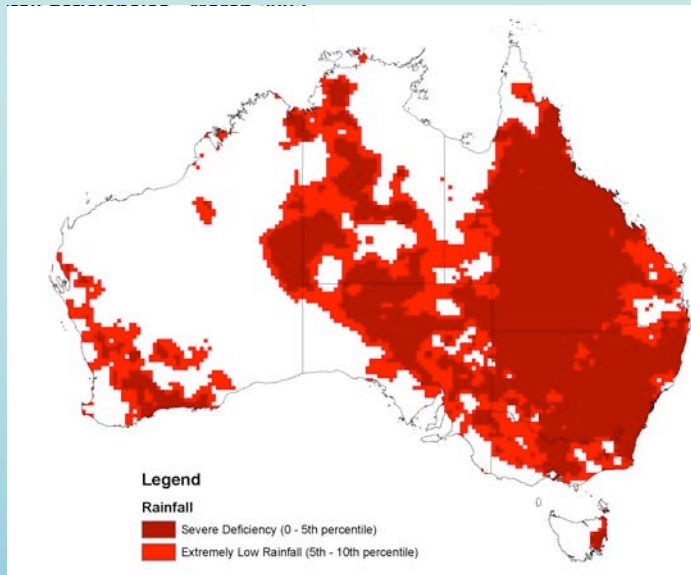 Legend
Rainfall
Severe Deficiency (0 - 5th percentile)
Extremely Low Rainfall (5th - 10th percentile)